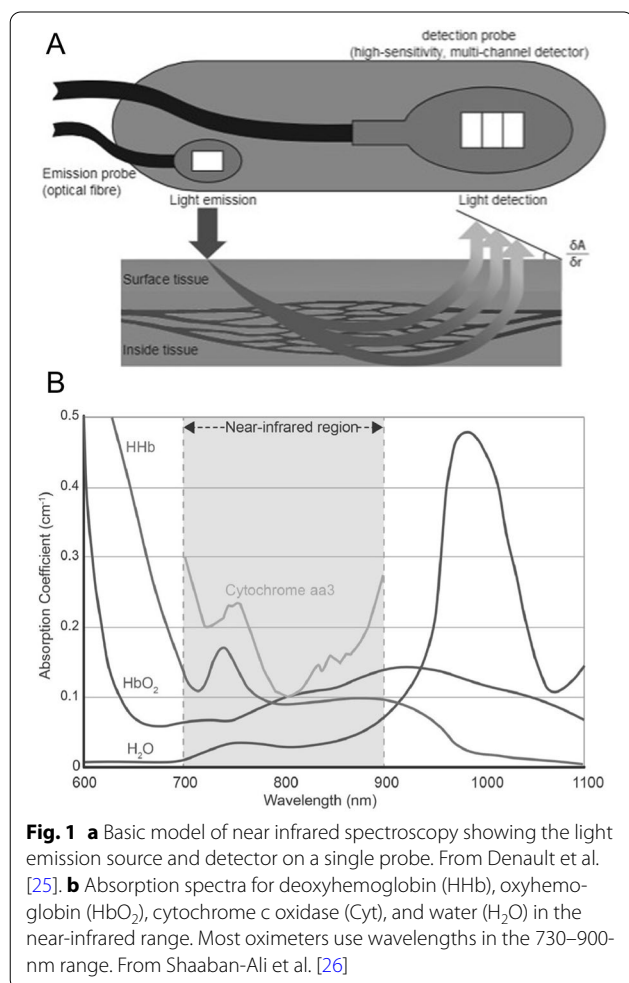 A
detection probe
(high-sensitivity, multi-channel detector)
Emission probe
(optical fibre)
Light emission
Light detection
δA
δr
Surface tissue
Inside tissue
B
0.5
HHb
◄----Near-infrared region--►
0.4
Absorption Coefficient (cm⁻¹)
0.3
Cytochrome aa3
0.2
HbO₂
0.1
H₂O
0
600 700 800 900 1000 1100
Wavelength (nm)
Fig. 1 a Basic model of near infrared spectroscopy showing the light
emission source and detector on a single probe. From Denault et al.
[25]. b Absorption spectra for deoxyhemoglobin (HHb), oxyhemo-
globin (HbO₂), cytochrome c oxidase (Cyt), and water (H₂O) in the
near-infrared range. Most oximeters use wavelengths in the 730–900-
nm range. From Shaaban-Ali et al. [26]